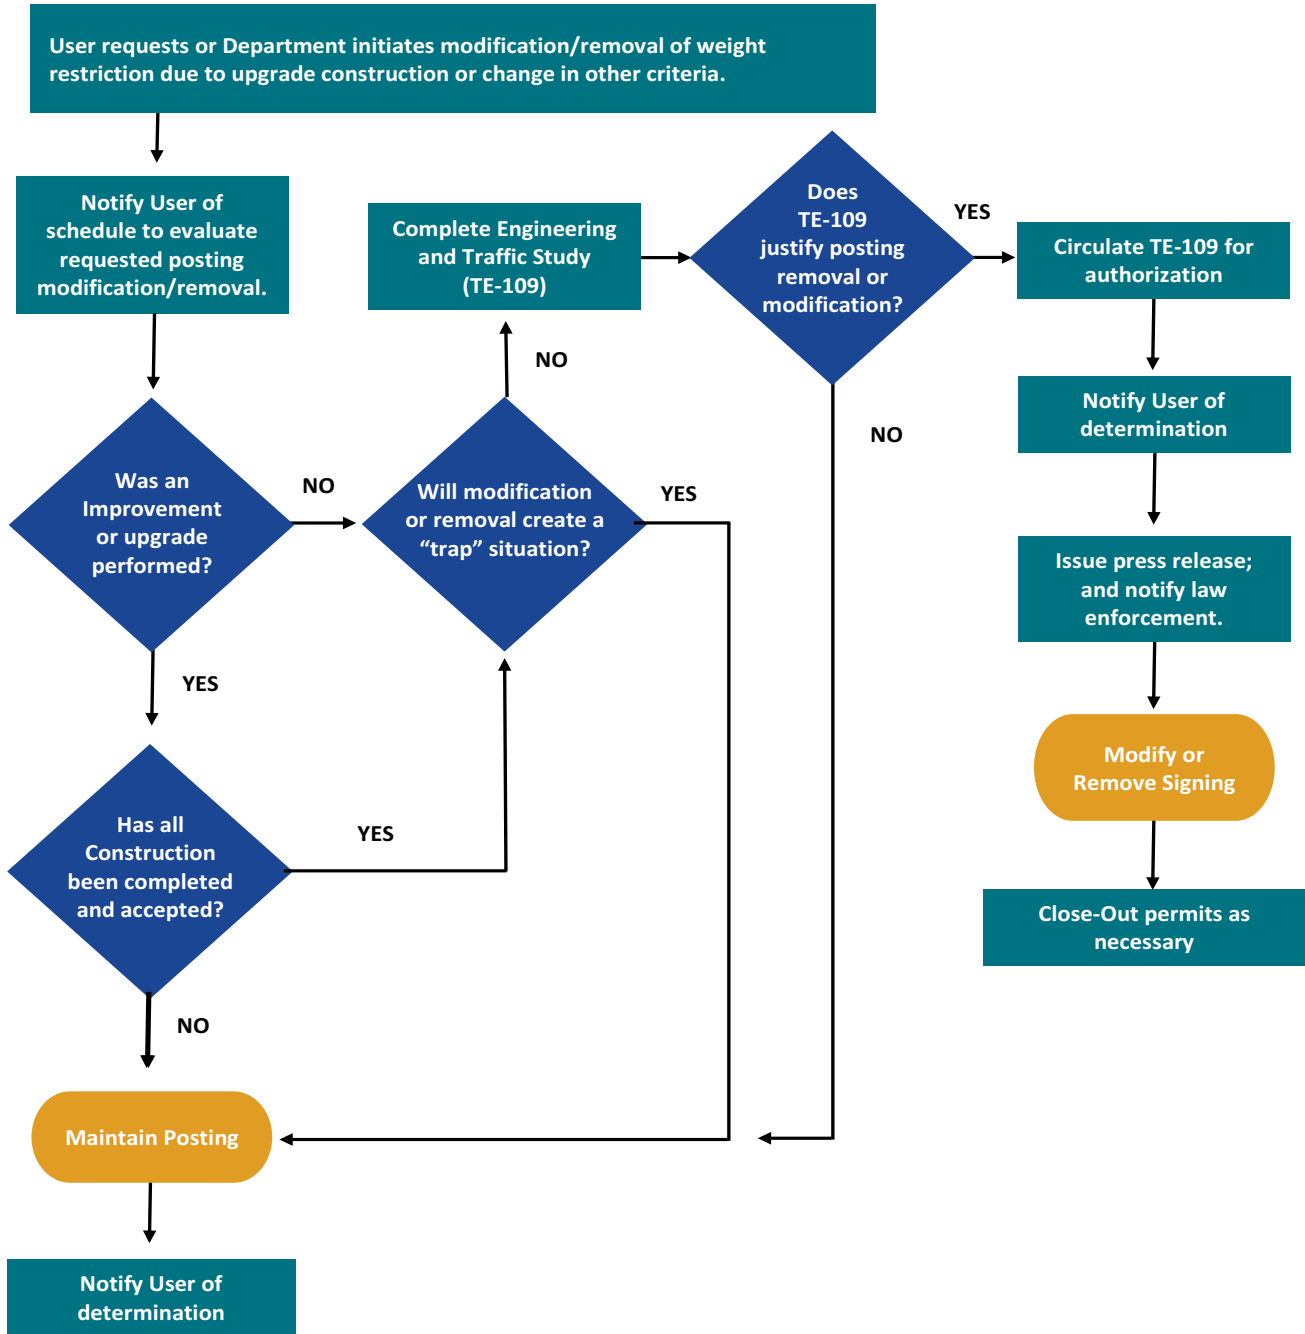 User requests or Department initiates modification/removal of weight
restriction due to upgrade construction or change in other criteria.
Notify User of
schedule to evaluate
requested posting
modification/removal.
Was an
Improvement
or upgrade
performed?
NO
YES
Has all
Construction
been completed
and accepted?
YES
NO
Maintain Posting
Notify User of
determination
Will modification
or removal create a
“trap” situation?
NO
YES
Complete Engineering
and Traffic Study
(TE-109)
Does
TE-109
justify posting
removal or
modification?
YES
NO
Circulate TE-109 for
authorization
Notify User of
determination
Issue press release;
and notify law
enforcement.
Modify or
Remove Signing
Close-Out permits as
necessary